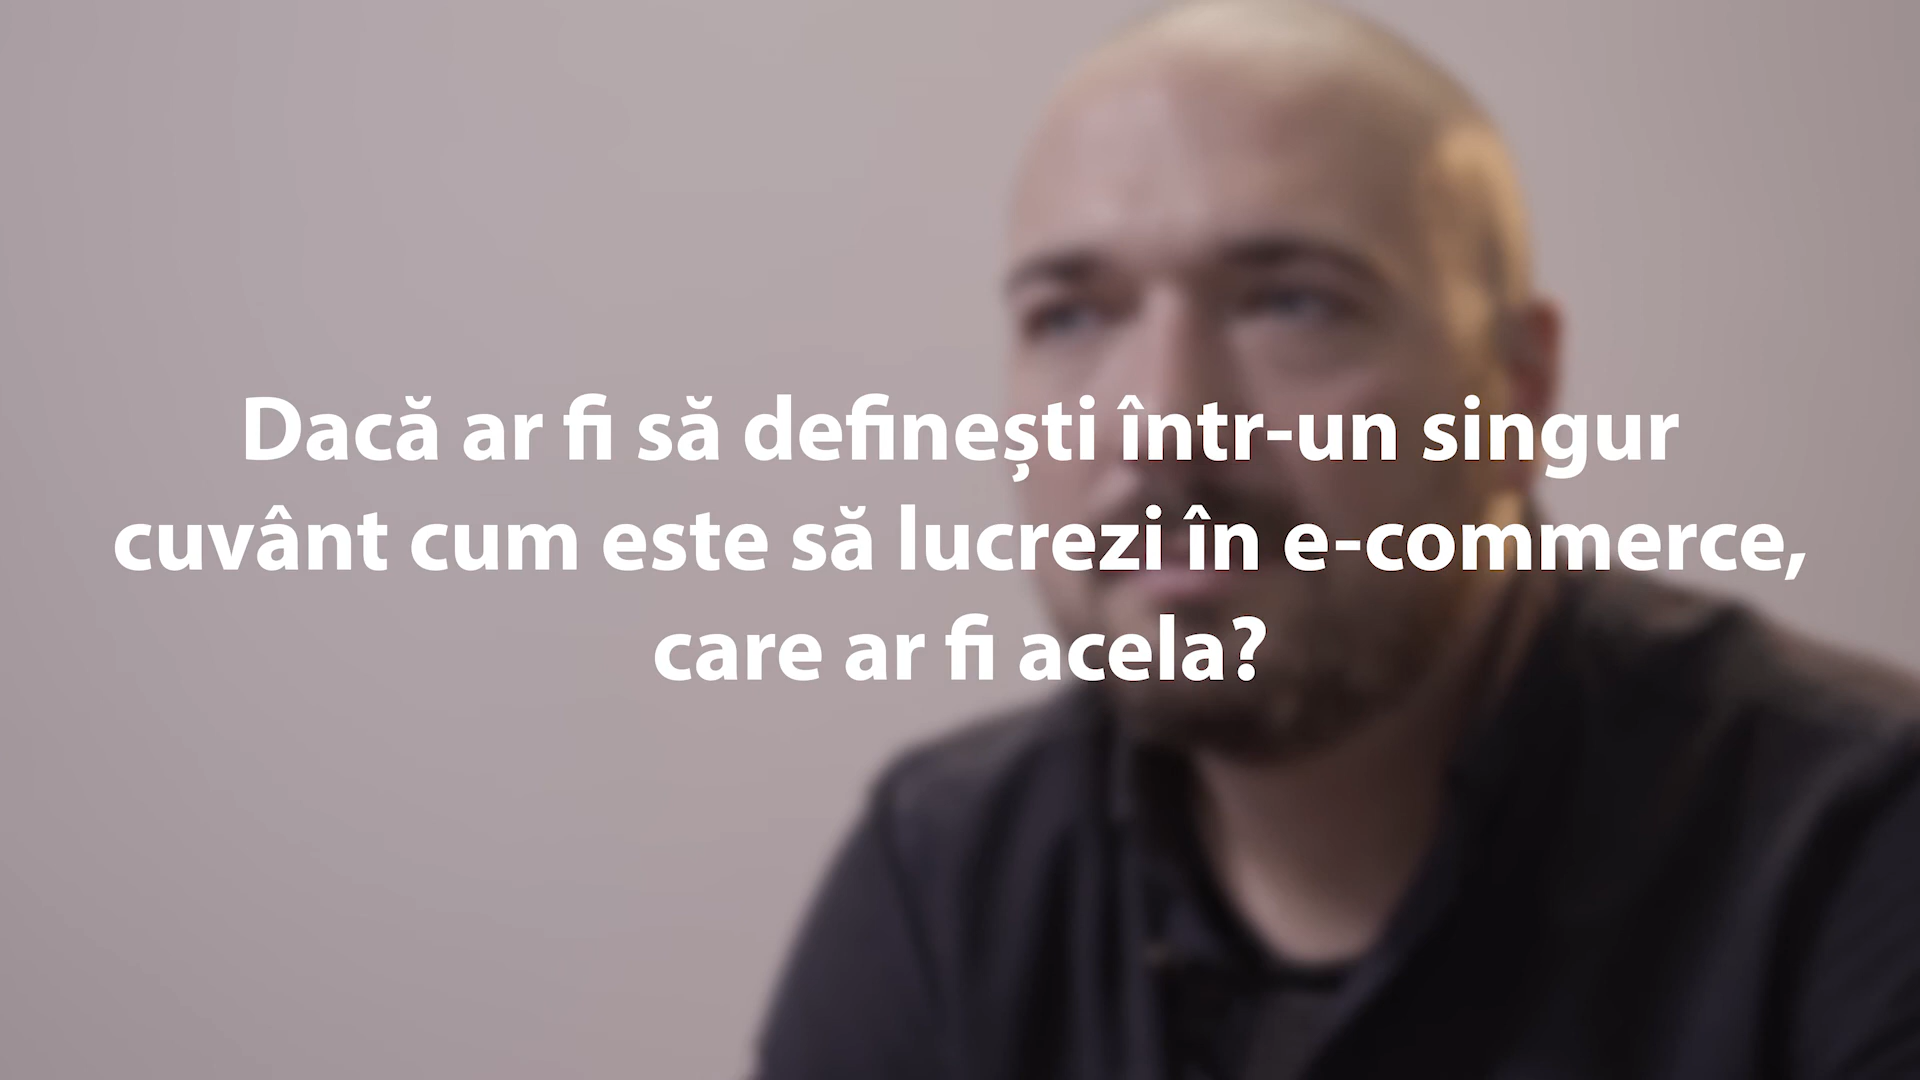 Dacă ar fi să definești într-un singur
cuvânt cum este să lucrezi în e-commerce,
care ar fi acela?